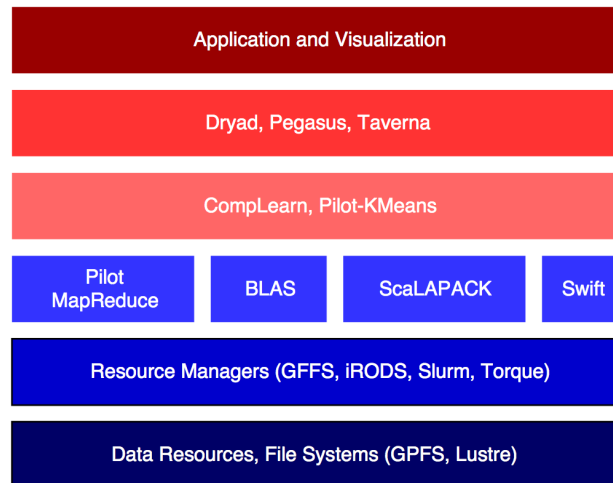 Application and Visualization
Dryad, Pegasus, Taverna
CompLearn, Pilot-KMeans
Pilot
MapReduce
BLAS
ScaLAPACK
Swift
Resource Managers (GFFS, iRODS, Slurm, Torque)
Data Resources, File Systems (GPFS, Lustre)